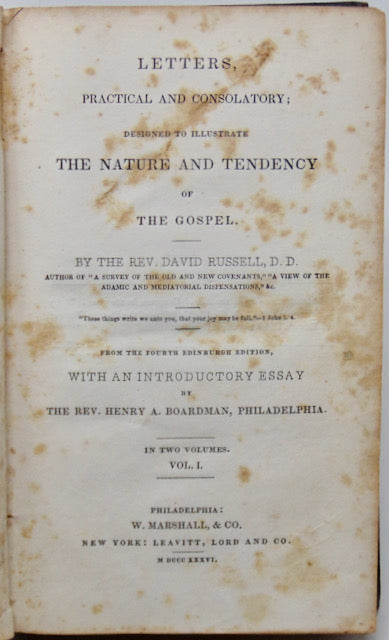 LETTERS,
PRACTICAL AND CONSOLATORY;
DESIGNED TO ILLUSTRATE
THE NATURE AND TENDENCY
OF
THE GOSPEL.
BY THE REV. DAVID RUSSELL, D. D.
AUTHOR OF "A SURVEY OF THE OLD AND NEW COVENANTS," "A VIEW OF THE
ADAMIC AND MEDIATORIAL DISPENSATIONS," &c.
"These things write we unto you, that your joy may be full."—1 John i. 4.
FROM THE FOURTH EDINBURGH EDITION,
WITH AN INTRODUCTORY ESSAY
BY
THE REV. HENRY A. BOARDMAN, PHILADELPHIA.
IN TWO VOLUMES.
VOL. I.
PHILADELPHIA:
W. MARSHALL, & CO.
NEW YORK: LEAVITT, LORD AND CO.
M DCCC XXXVI.